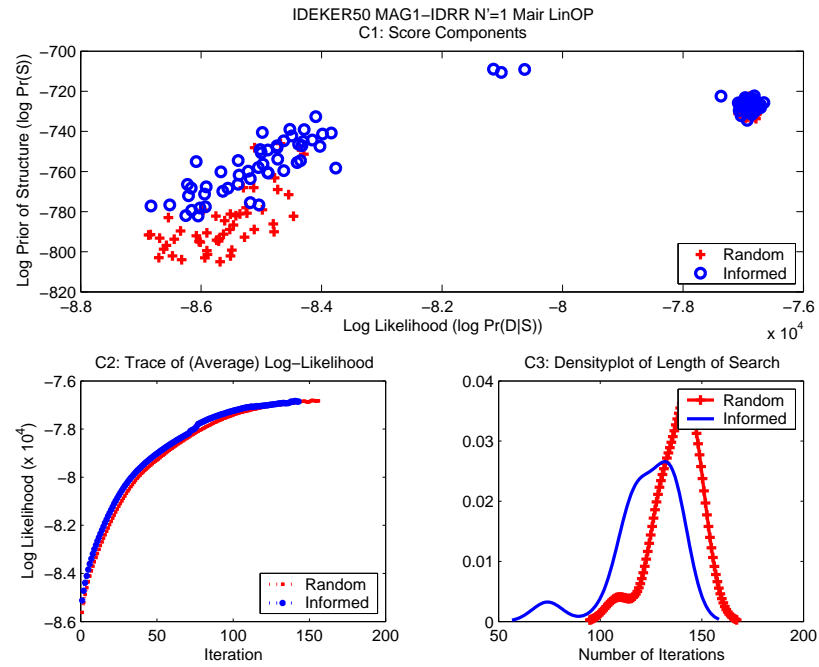 IDEKER50 MAG1−IDRR N'=1 Mair LinOP
C1: Score Components
Log Prior of Structure (log Pr(S))
−700
−720
−740
−760
−780
−800
−820
Random
Informed
−8.8 −8.6 −8.4 −8.2 −8 −7.8 −7.6
Log Likelihood (log Pr(D|S))
x 10^4
C2: Trace of (Average) Log−Likelihood
Log Likelihood (x 10^4)
−7.6
−7.8
−8
−8.2
−8.4
−8.6
Random
Informed
0 50 100 150 200
Iteration
C3: Densityplot of Length of Search
0.04
0.03
0.02
0.01
0
Random
Informed
50 100 150 200
Number of Iterations